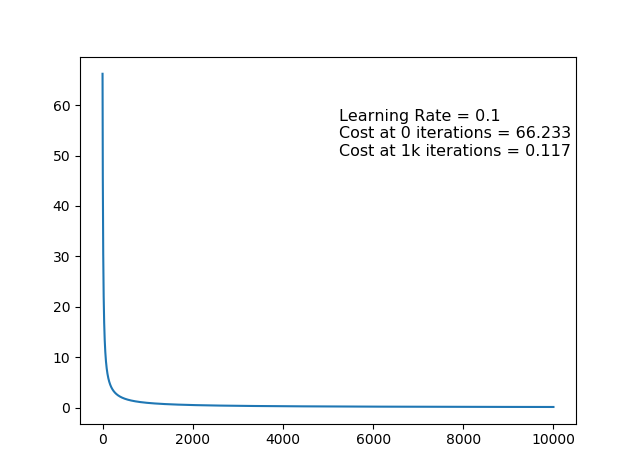 Learning Rate = 0.1
Cost at 0 iterations = 66.233
Cost at 1k iterations = 0.117
60
50
40
30
20
10
0
0 2000 4000 6000 8000 10000